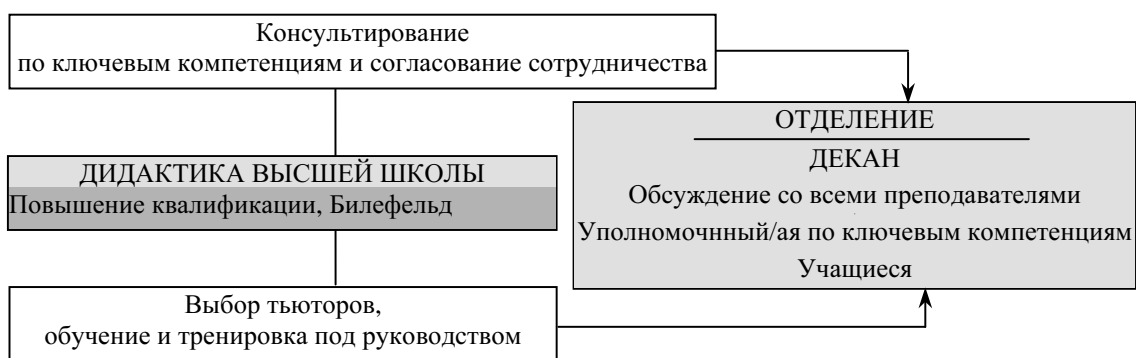 Консультирование
по ключевым компетенциям и согласование сотрудничества
ДИДАКТИКА ВЫСШЕЙ ШКОЛЫ
Повышение квалификации, Билефельд
Выбор тьюторов,
обучение и тренировка под руководством
ОТДЕЛЕНИЕ
ДЕКАН
Обсуждение со всеми преподавателями
Уполномочнный/ая по ключевым компетенциям
Учащиеся